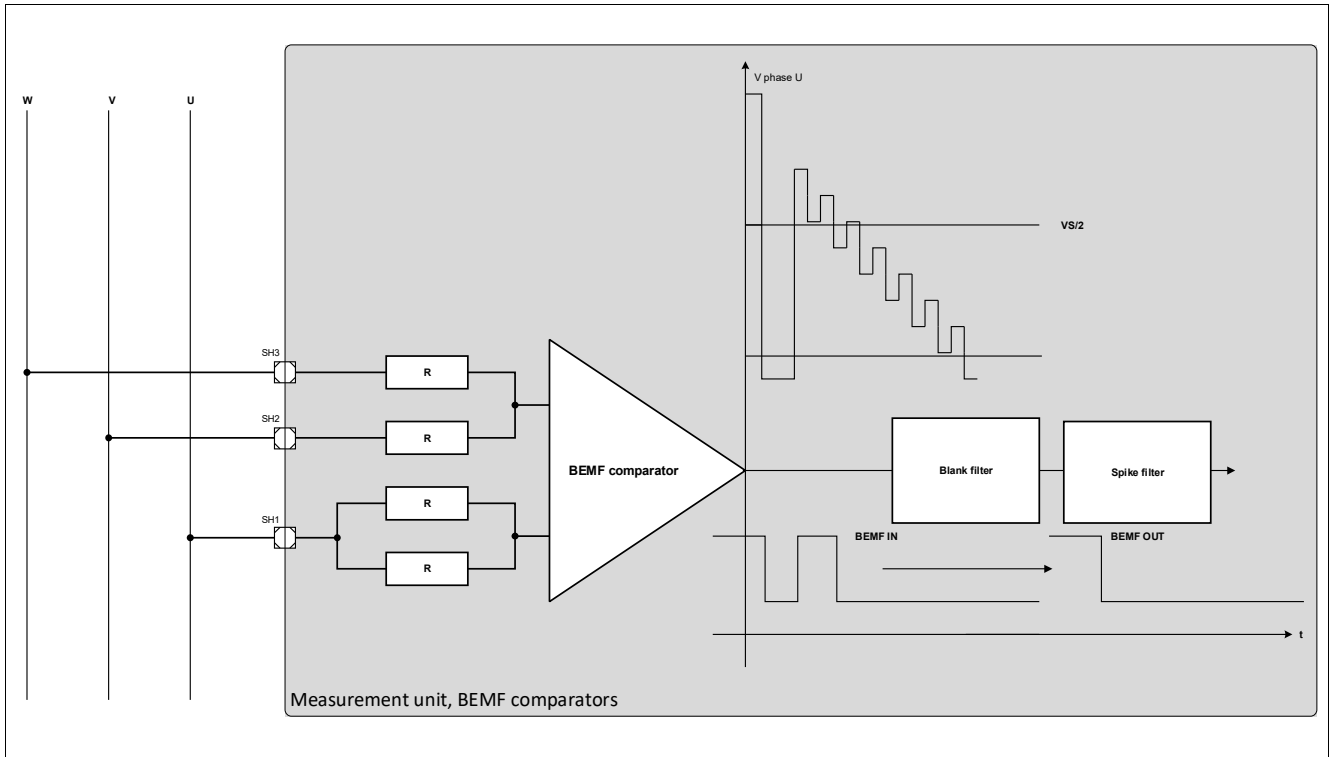 V phase U
W
V
U
VS/2
SH3
R
SH2
R
BEMF comparator
Blank filter
Spike filter
R
SH1
BEMF IN
BEMF OUT
R
t
Measurement unit, BEMF comparators